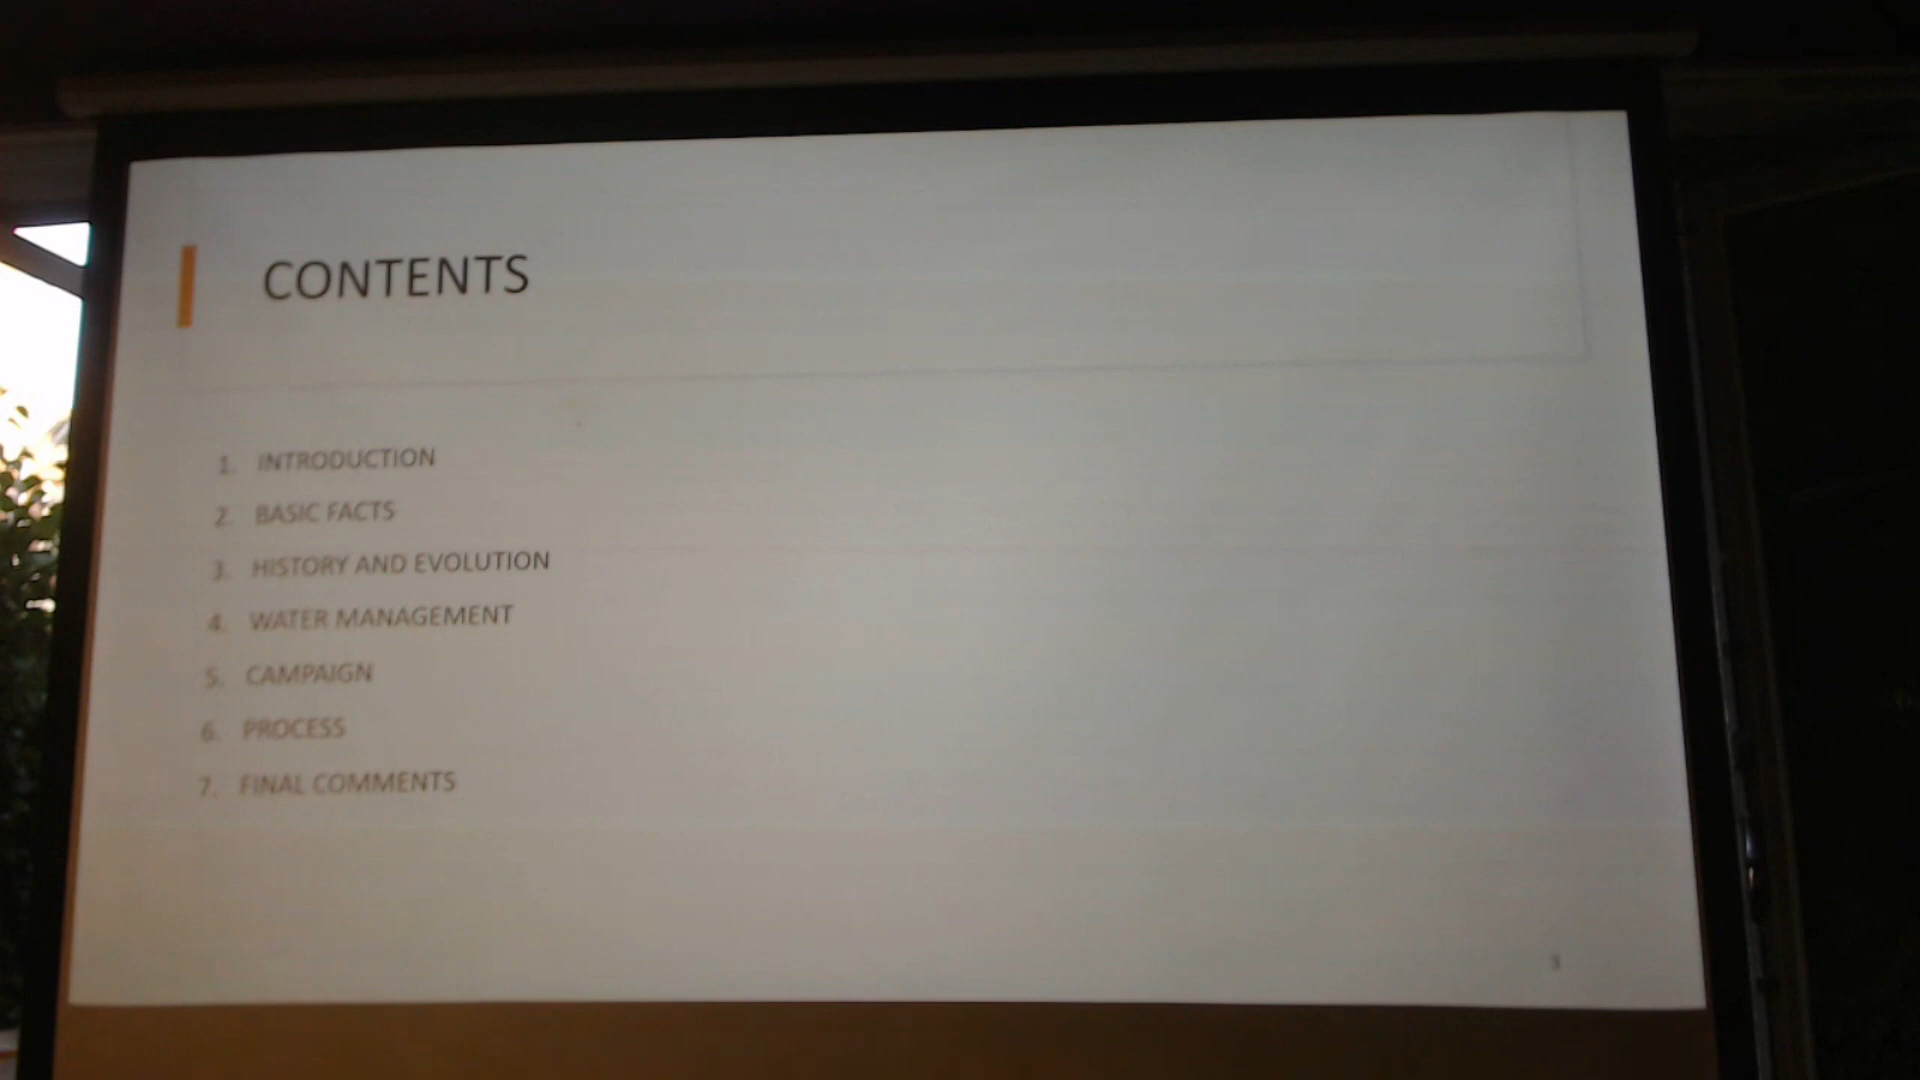 CONTENTS
1. INTRODUCTION
2. BASIC FACTS
3. HISTORY AND EVOLUTION
4. WATER MANAGEMENT
5. CAMPAIGN
6. PROCESS
7. FINAL COMMENTS
3